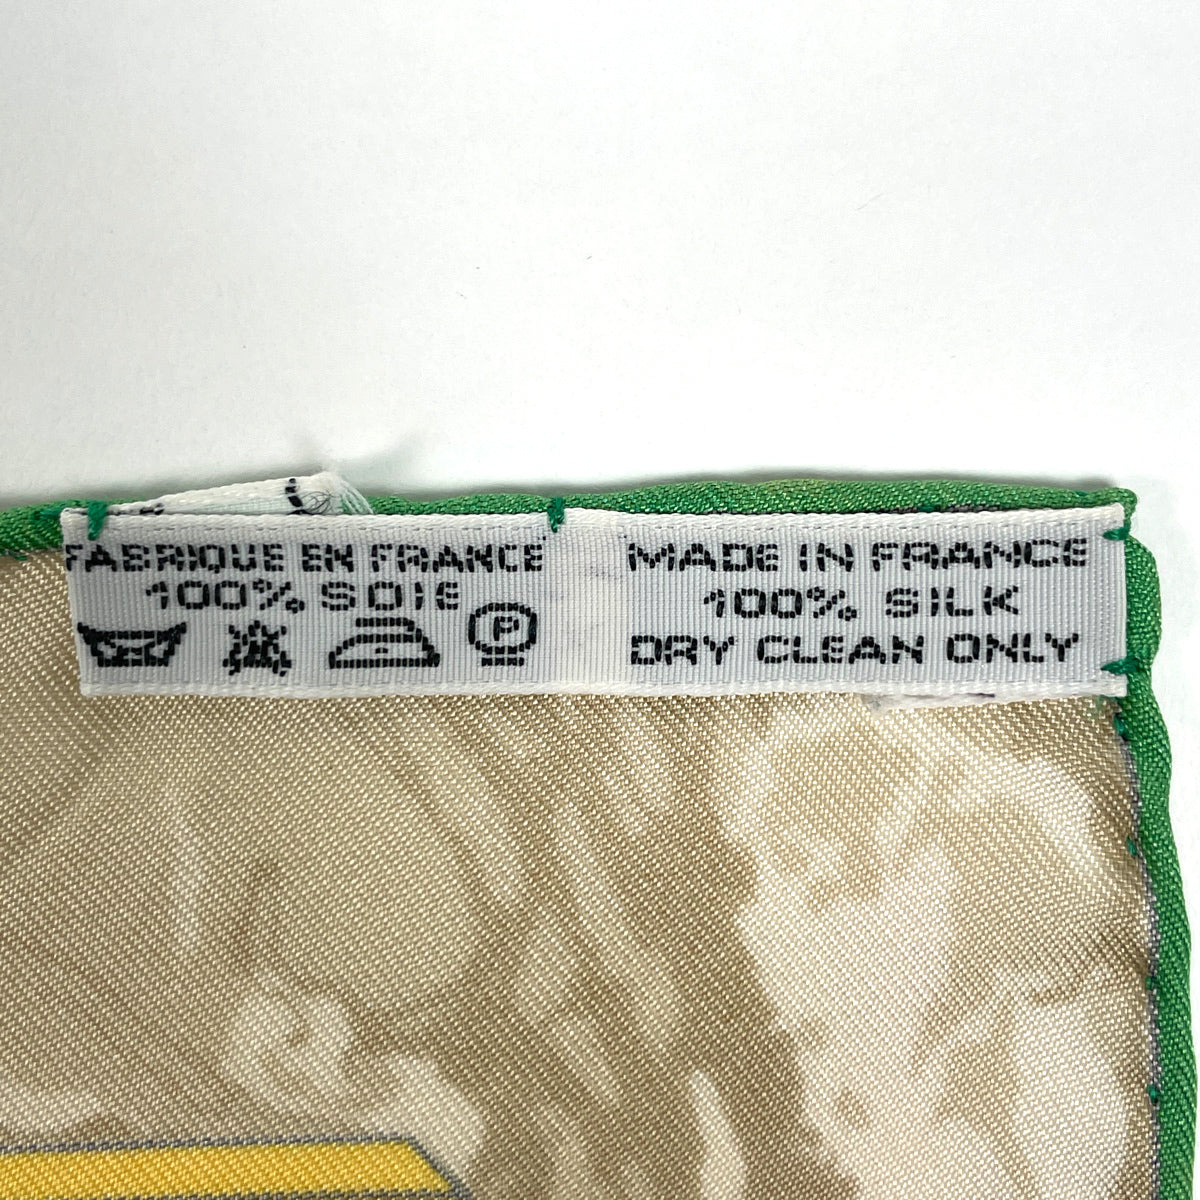 FABRIQUE EN FRANCE
100% SOIE
P
MADE IN FRANCE
100% SILK
DRY CLEAN ONLY